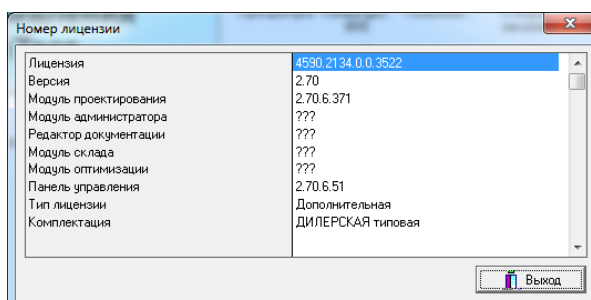 Номер лицензии
Лицензия 4590.2134.0.0.3522
Версия 2.70
Модуль проектирования 2.70.6.371
Модуль администратора ???
Редактор документации ???
Модуль склада ???
Модуль оптимизации ???
Панель управления 2.70.6.51
Тип лицензии Дополнительная
Комплектация ДИЛЕРСКАЯ типовая
Выход